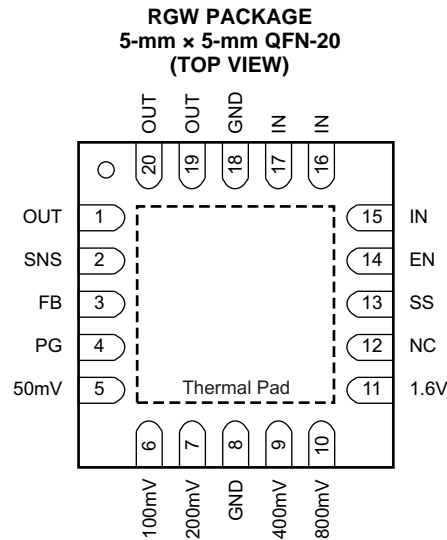 RGW PACKAGE
5-mm × 5-mm QFN-20
(TOP VIEW)
OUT
OUT
GND
IN
IN
20
19
18
17
16
OUT 1
15 IN
SNS 2
14 EN
FB 3
13 SS
PG 4
12 NC
50mV 5
11 1.6V
Thermal Pad
6
7
8
9
10
100mV
200mV
GND
400mV
800mV